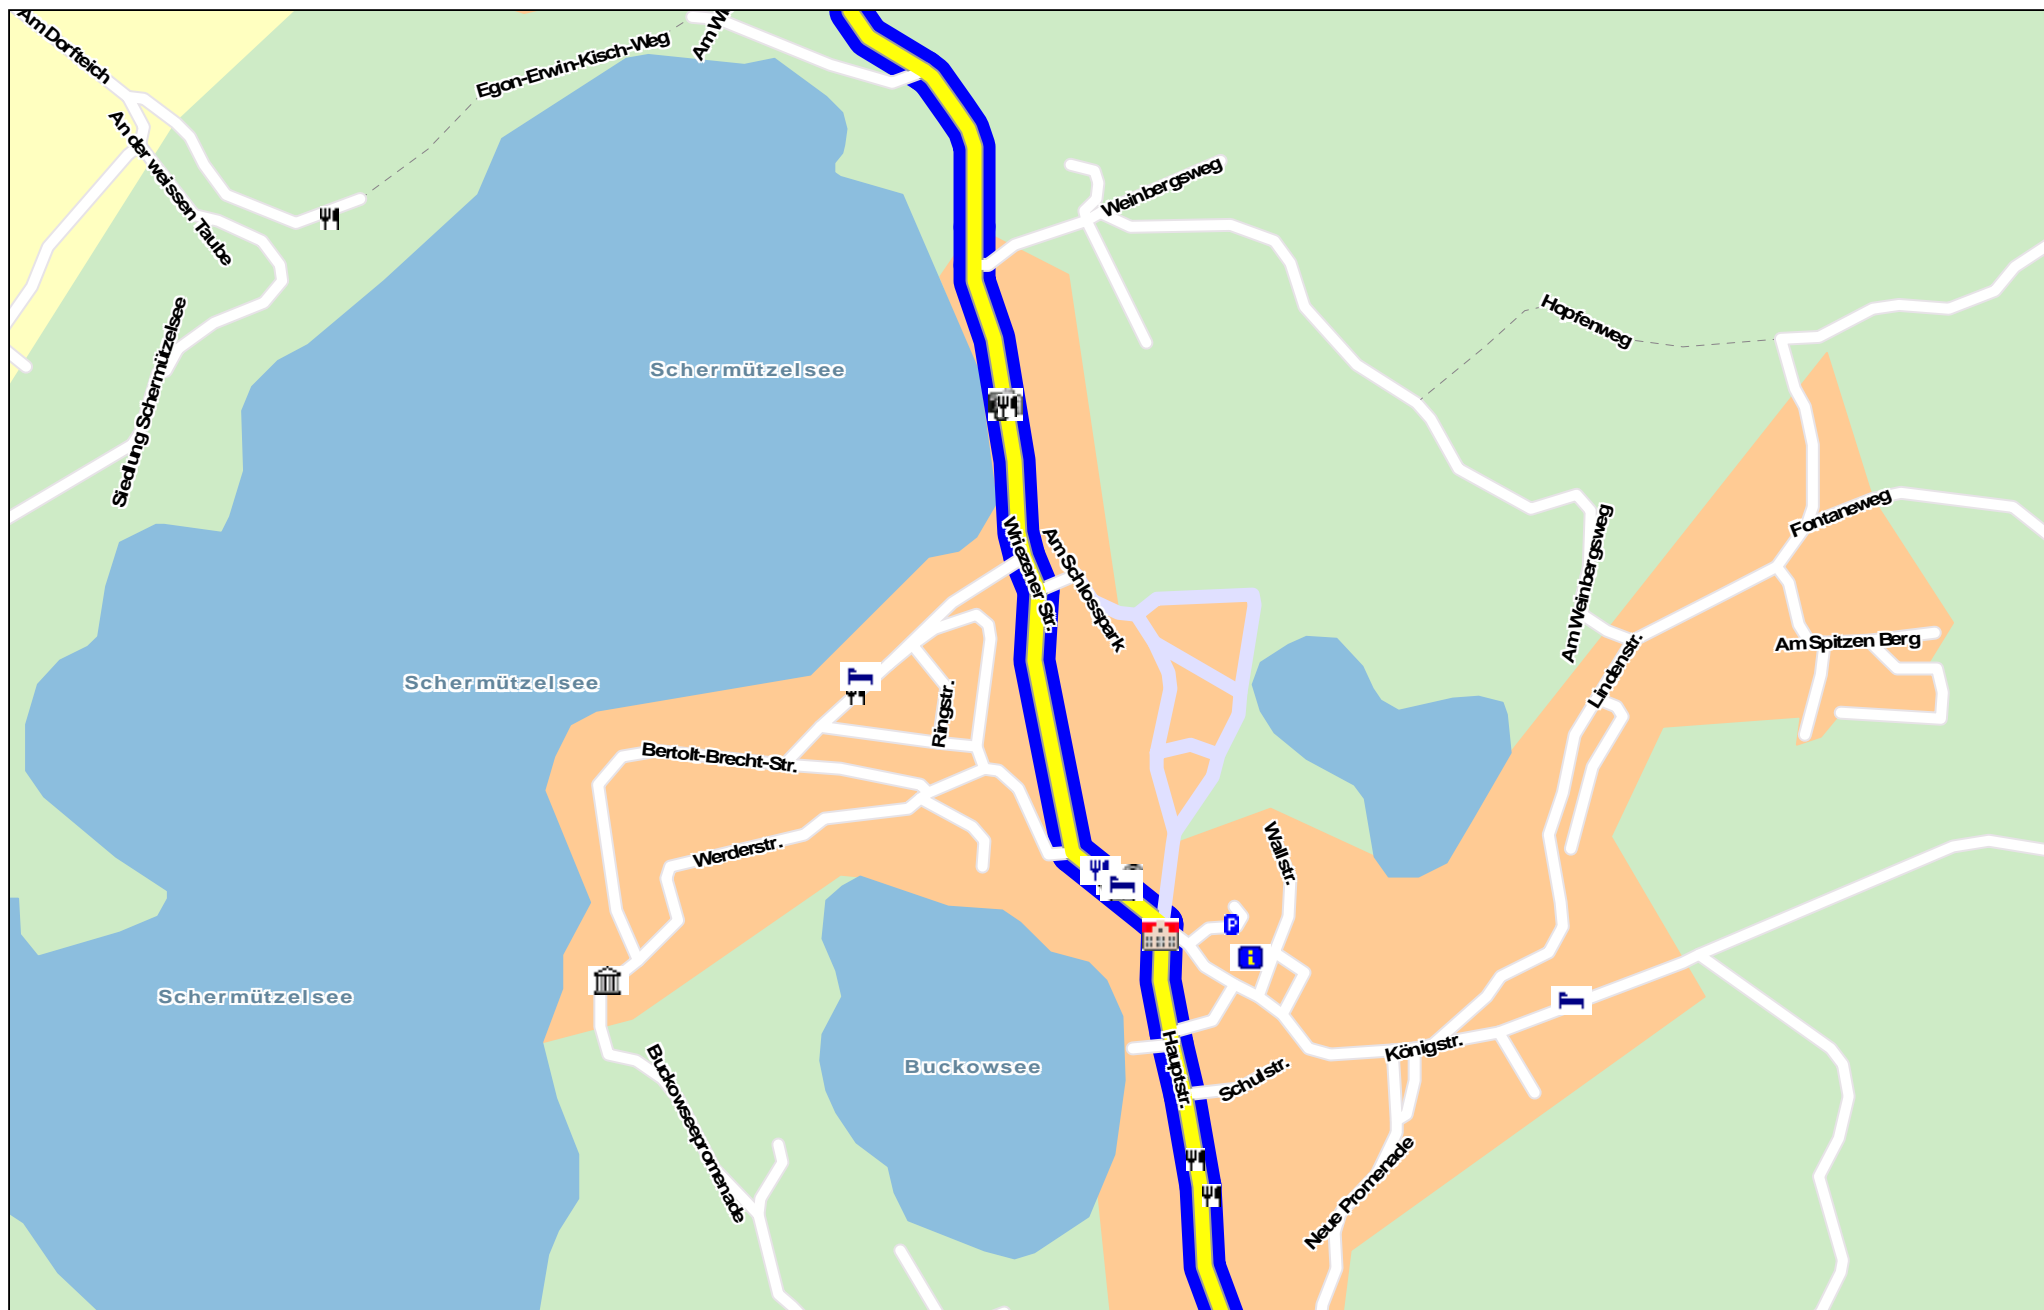 Am Dorfteich
Egon-Erwin-Kisch-Weg
An der weissen Taube
Weinbergsweg
Siedlung Schermützelsee
Hopfenweg
Schermützelsee
Wriezener Str.
Am Schlosspark
Fontaneweg
Am Weinbergsweg
Am Spitzen Berg
Lindenstr.
Schermützelsee
Ringstr.
Bertolt-Brecht-Str.
Werderstr.
Wallstr.
P
i
Schermützelsee
Königstr.
Hauptstr.
Schulstr.
Buckowsee
Buckowseepromenade
Neue Promenade